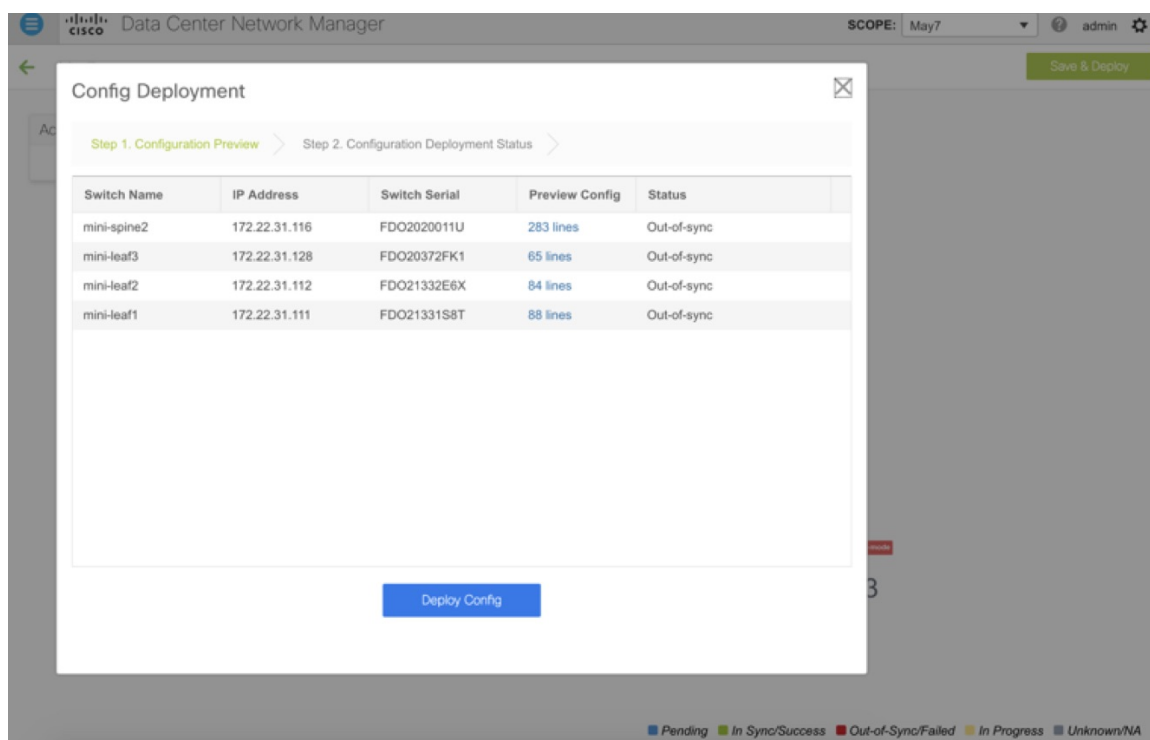 CISCO Data Center Network Manager
SCOPE: May7 admin
Save & Deploy
Config Deployment
Ac
Step 1. Configuration Preview Step 2. Configuration Deployment Status
Switch Name IP Address Switch Serial Preview Config Status
mini-spine2 172.22.31.116 FDO2020011U 283 lines Out-of-sync
mini-leaf3 172.22.31.128 FDO20372FK1 65 lines Out-of-sync
mini-leaf2 172.22.31.112 FDO21332E6X 84 lines Out-of-sync
mini-leaf1 172.22.31.111 FDO21331S8T 88 lines Out-of-sync
mode
3
Deploy Config
Pending In Sync/Success Out-of-Sync/Failed In Progress Unknown/NA